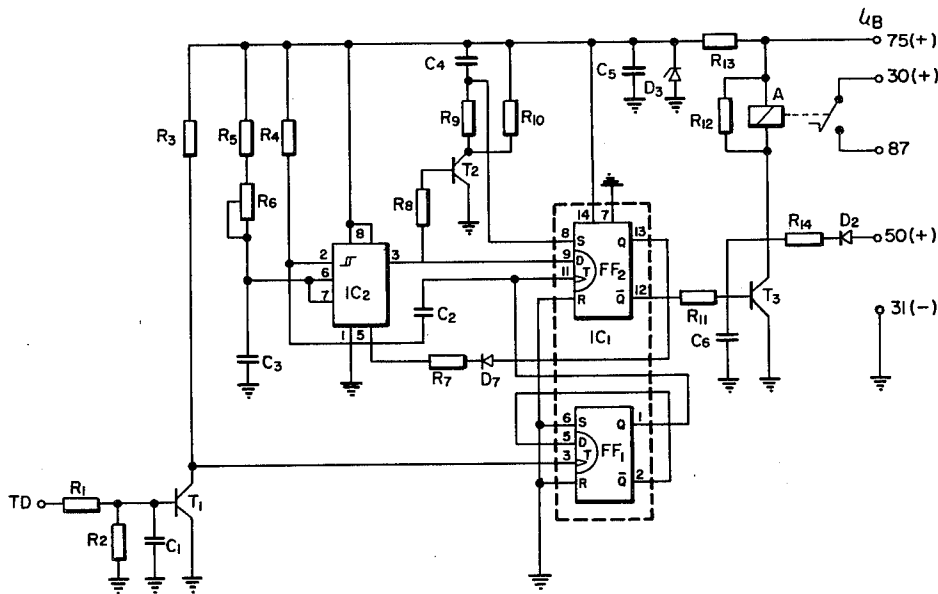 UB
75(+)
R13
C4
C5
D3
A
30(+)
R3
R5
R4
R9
R10
R12
87
T2
R6
R8
14 7
R14 D2
50(+)
8
2
3
6
7
IC2
1 5
8 S Q 13
9 D
11 T FF2
R Q̅ 12
IC1
R11
T3
31(-)
C2
C6
C3
R7
D7
6 S Q 1
5 D
3 T FF1
R Q̅ 2
TD
R1
T1
R2
C1